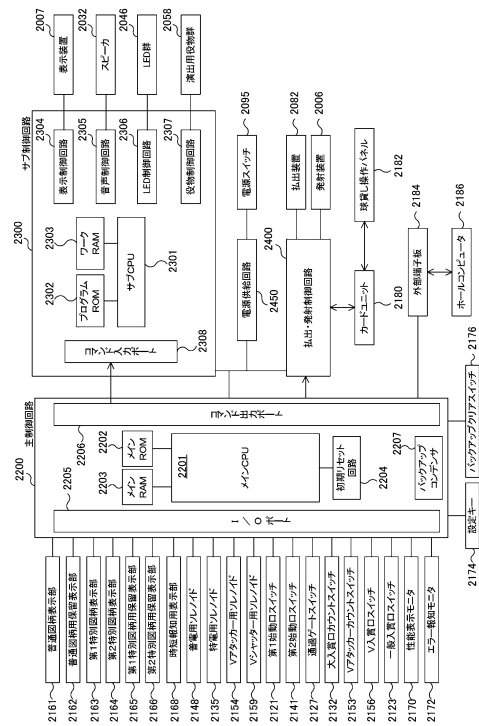 2200
主制御回路
2205
I/Oポート
2203
メインRAM
2202
メインROM
2201
メインCPU
2204
初期リセット回路
2207
バックアップコンデンサ
2206
コマンド出力ポート
2161
普通図柄表示部
2162
普通図柄用保留表示部
2163
第1特別図柄表示部
2164
第2特別図柄表示部
2165
第1特別図柄用保留表示部
2166
第2特別図柄用保留表示部
2168
時短報知用表示部
2148
普電用ソレノイド
2135
特電用ソレノイド
2154
Vアタッカー用ソレノイド
2159
Vシャッター用ソレノイド
2121
第1始動口スイッチ
2141
第2始動口スイッチ
2127
通過ゲートスイッチ
2132
大入賞口カウントスイッチ
2153
Vアタッカーカウントスイッチ
2156
V入賞口スイッチ
2123
一般入賞口スイッチ
2170
性能表示モニタ
2172
エラー報知モニタ
2174
設定キー
2176
バックアップクリアスイッチ
2300
サブ制御回路
2308
コマンド入力ポート
2302
プログラムROM
2303
ワークRAM
2301
サブCPU
2304
表示制御回路
2305
音声制御回路
2306
LED制御回路
2307
役物制御回路
2007
表示装置
2032
スピーカ
2046
LED群
2058
演出用役物群
2450
電源供給回路
2095
電源スイッチ
2400
払出・発射制御回路
2082
払出装置
2006
発射装置
2180
カードユニット
2182
球貸し操作パネル
2184
外部端子板
2186
ホールコンピュータ